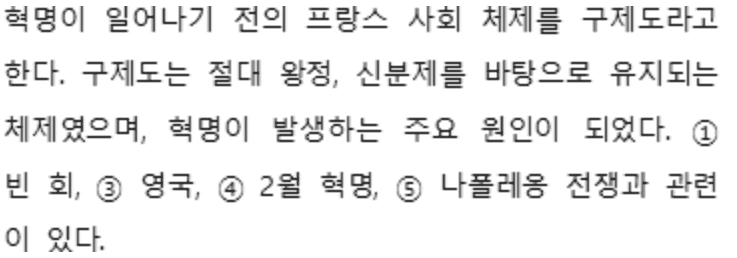 혁명이 일어나기 전의 프랑스 사회 체제를 구제도라고
한다. 구제도는 절대 왕정, 신분제를 바탕으로 유지되는
체제였으며, 혁명이 발생하는 주요 원인이 되었다. ①
빈 회, ③ 영국, ④ 2월 혁명, ⑤ 나폴레옹 전쟁과 관련
이 있다.